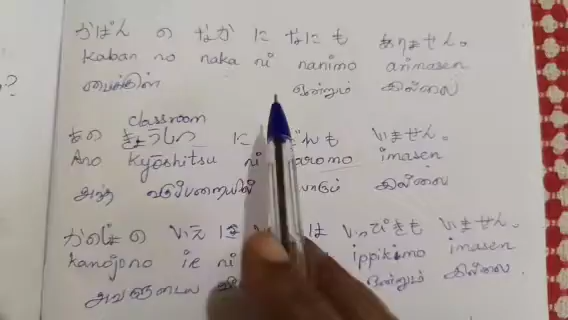 かばん の なか に なにも ありません。
kaban no naka ni nanimo arimasen
பைக்குள் ஒன்றும் இல்லை
classroom
あの きょうしつ に だれも いません。
Ano kyōshitsu ni imasen
அந்த வகுப்பறையில் யாரும் இல்லை
かのじょ の いえ に は いっぴきも いません。
kanojono ie ni ippikimo imasen
அவளுடைய ஒன்றும் இல்லை.
?